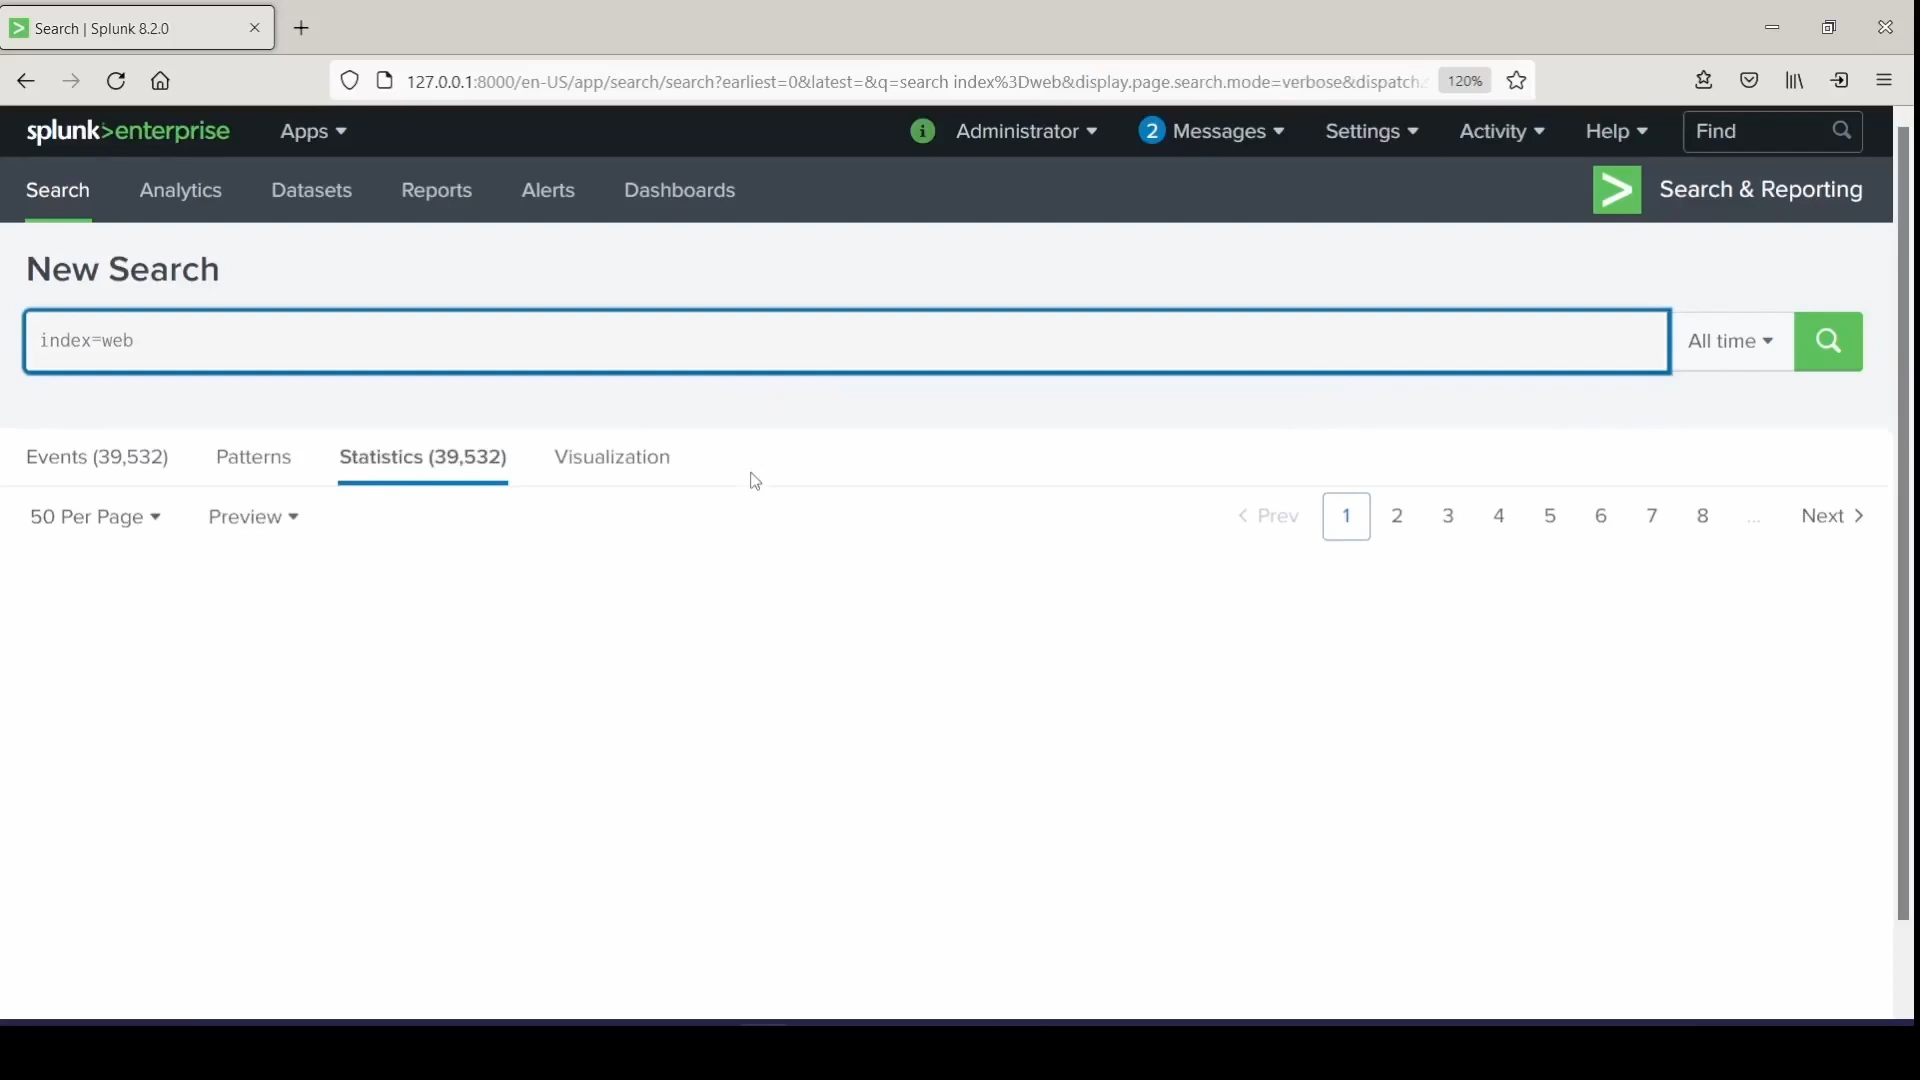 Search | Splunk 8.2.0
127.0.0.1:8000/en-US/app/search/search?earliest=0&latest=&q=search index%3Dweb&display.page.search.mode=verbose&dispatch. 120%
splunk>enterprise Apps i Administrator 2 Messages Settings Activity Help Find
Search Analytics Datasets Reports Alerts Dashboards > Search & Reporting
New Search
index=web All time
Events (39,532) Patterns Statistics (39,532) Visualization
50 Per Page Preview < Prev 1 2 3 4 5 6 7 8 ... Next >